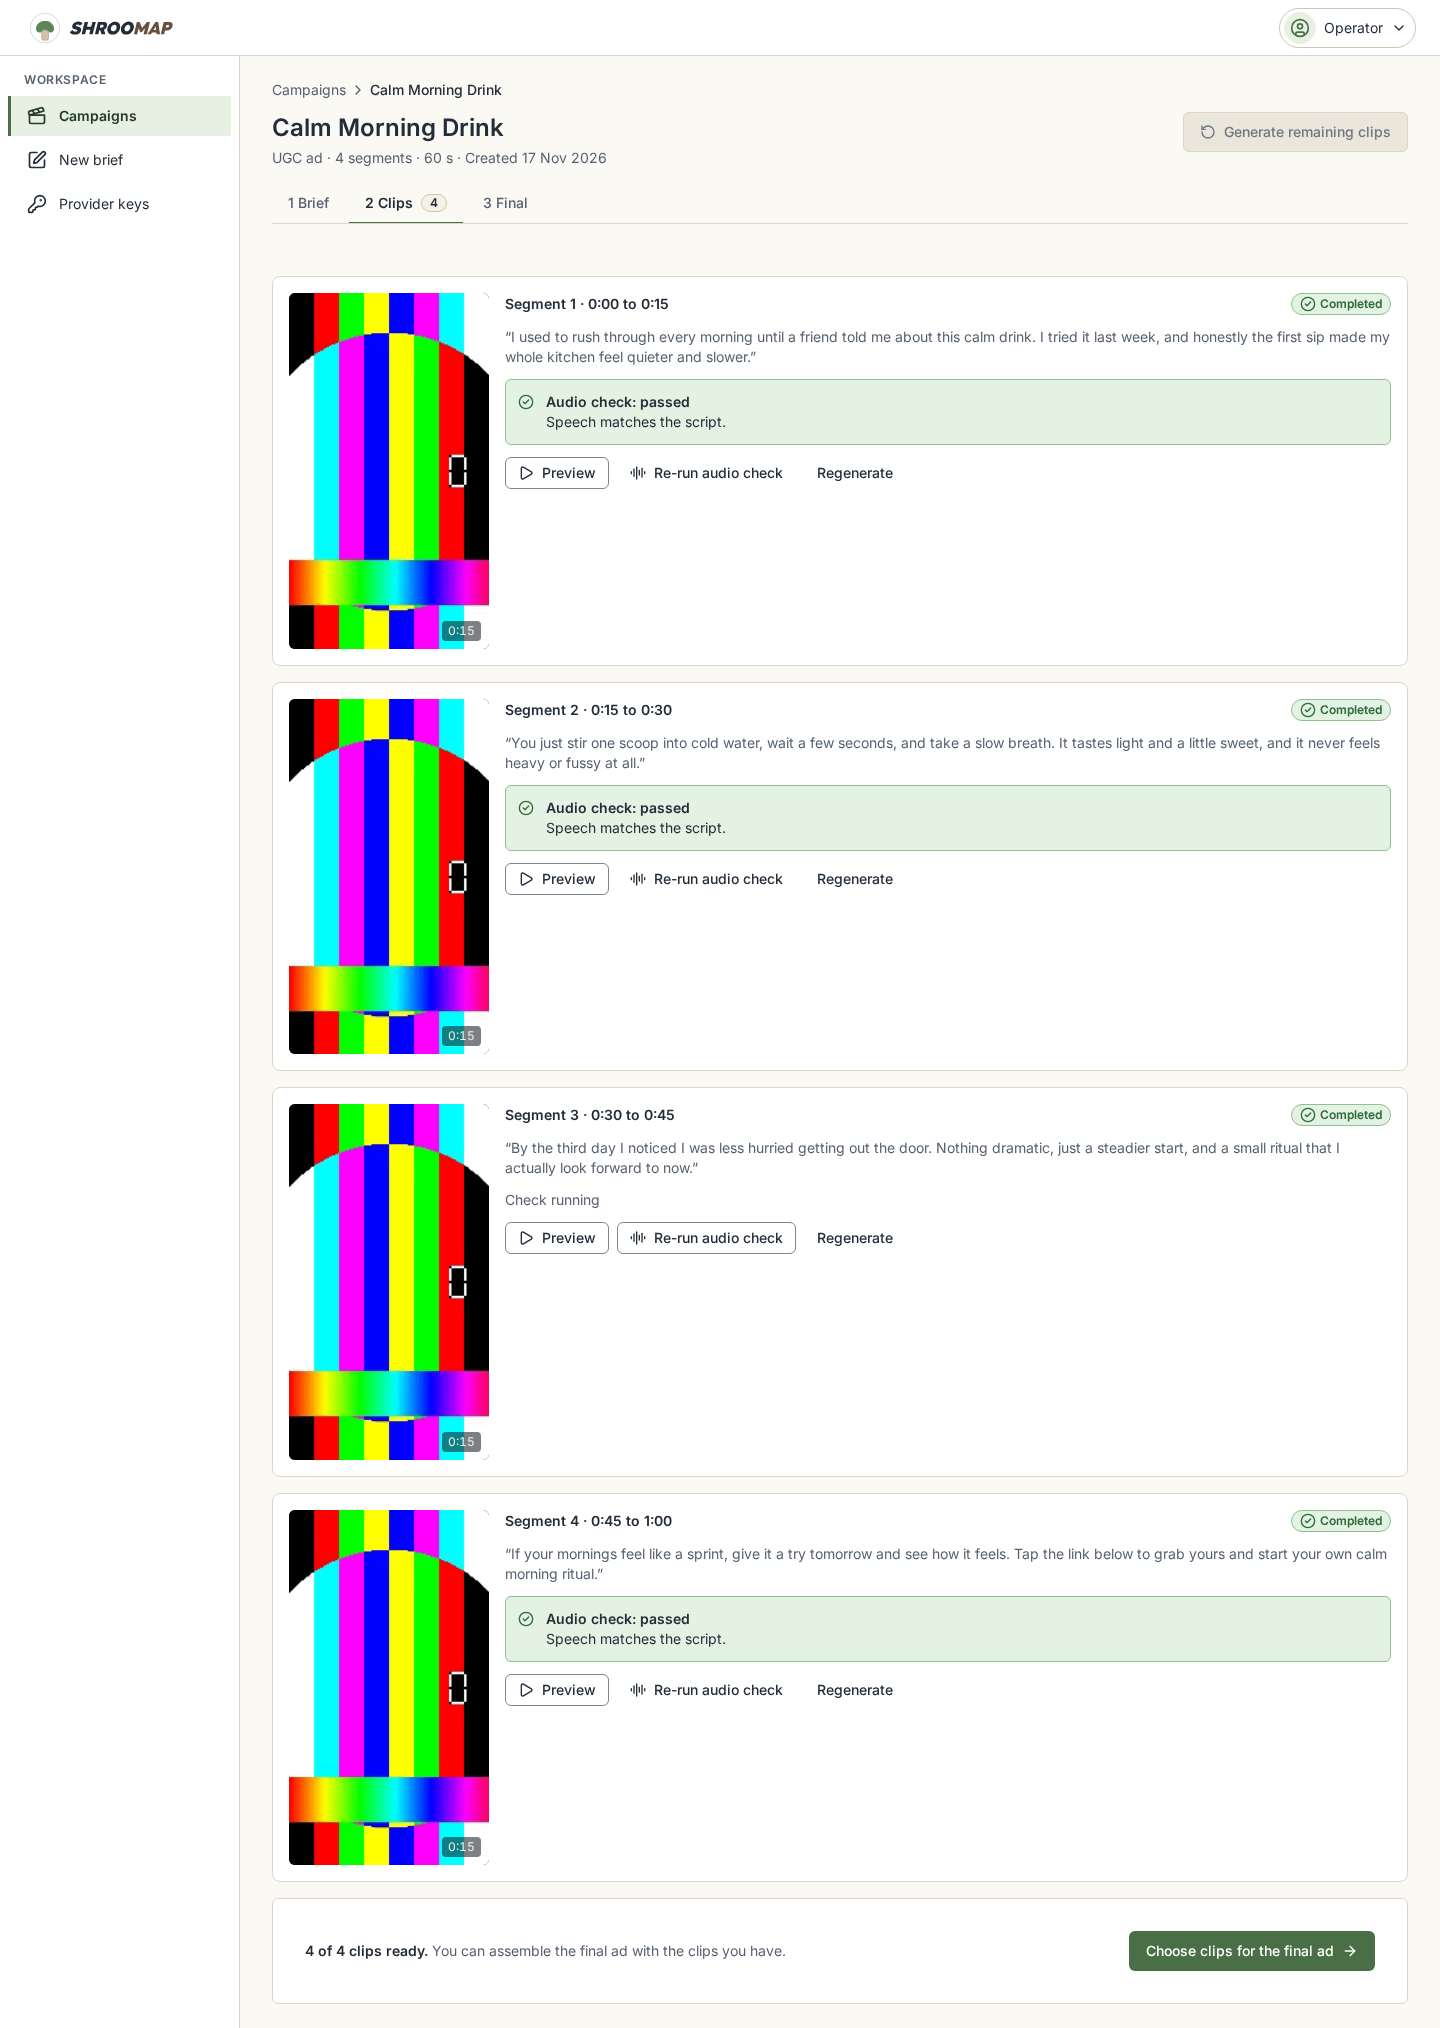 SHROOMAP
Operator
WORKSPACE
Campaigns
New brief
Provider keys
Campaigns > Calm Morning Drink
Calm Morning Drink
UGC ad · 4 segments · 60 s · Created 17 Nov 2026
Generate remaining clips
1 Brief
2 Clips 4
3 Final
Segment 1 · 0:00 to 0:15
Completed
“I used to rush through every morning until a friend told me about this calm drink. I tried it last week, and honestly the first sip made my
whole kitchen feel quieter and slower.”
Audio check: passed
Speech matches the script.
Preview
Re-run audio check
Regenerate
0
0:15
Segment 2 · 0:15 to 0:30
Completed
“You just stir one scoop into cold water, wait a few seconds, and take a slow breath. It tastes light and a little sweet, and it never feels
heavy or fussy at all.”
Audio check: passed
Speech matches the script.
Preview
Re-run audio check
Regenerate
0
0:15
Segment 3 · 0:30 to 0:45
Completed
“By the third day I noticed I was less hurried getting out the door. Nothing dramatic, just a steadier start, and a small ritual that I
actually look forward to now.”
Check running
Preview
Re-run audio check
Regenerate
0
0:15
Segment 4 · 0:45 to 1:00
Completed
“If your mornings feel like a sprint, give it a try tomorrow and see how it feels. Tap the link below to grab yours and start your own calm
morning ritual.”
Audio check: passed
Speech matches the script.
Preview
Re-run audio check
Regenerate
0
0:15
4 of 4 clips ready. You can assemble the final ad with the clips you have.
Choose clips for the final ad